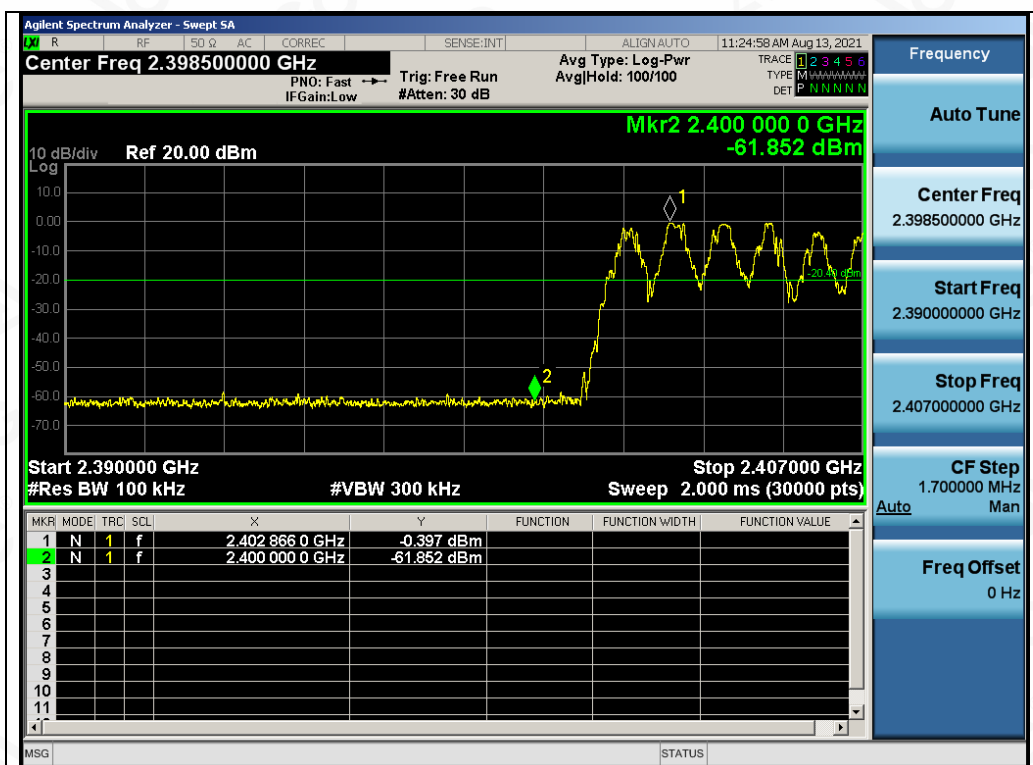 Agilent Spectrum Analyzer - Swept SA
LXI R RF 50 Ω AC CORREC SENSE:INT ALIGN AUTO 11:24:58 AM Aug 13, 2021
Center Freq 2.398500000 GHz
PNO: Fast
IFGain:Low
Trig: Free Run
#Atten: 30 dB
Avg Type: Log-Pwr
Avg|Hold: 100/100
TRACE 1 2 3 4 5 6
TYPE M
DET P N N N N N
Mkr2 2.400 000 0 GHz
-61.852 dBm
10 dB/div Ref 20.00 dBm
Log
10.0
0.00
-10.0
-20.0
-30.0
-40.0
-50.0
-60.0
-70.0
1
2
-20.40 dBm
Start 2.390000 GHz Stop 2.407000 GHz
#Res BW 100 kHz #VBW 300 kHz Sweep 2.000 ms (30000 pts)
MKR MODE TRC SCL X Y FUNCTION FUNCTION WIDTH FUNCTION VALUE
1 N 1 f 2.402 866 0 GHz -0.397 dBm
2 N 1 f 2.400 000 0 GHz -61.852 dBm
3
4
5
6
7
8
9
10
11
MSG STATUS
Frequency
Auto Tune
Center Freq
2.398500000 GHz
Start Freq
2.390000000 GHz
Stop Freq
2.407000000 GHz
CF Step
1.700000 MHz
Auto Man
Freq Offset
0 Hz